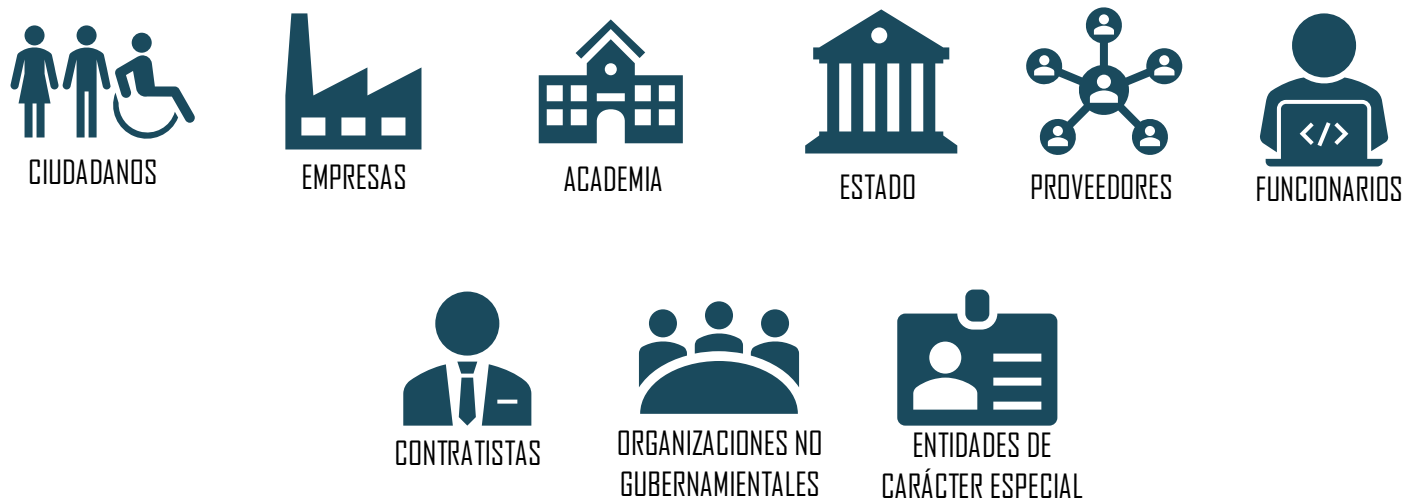 CIUDADANOS
EMPRESAS
ACADEMIA
ESTADO
PROVEEDORES
FUNCIONARIOS
</>
CONTRATISTAS
ORGANIZACIONES NO
GUBERNAMIENTALES
ENTIDADES DE
CARÁCTER ESPECIAL